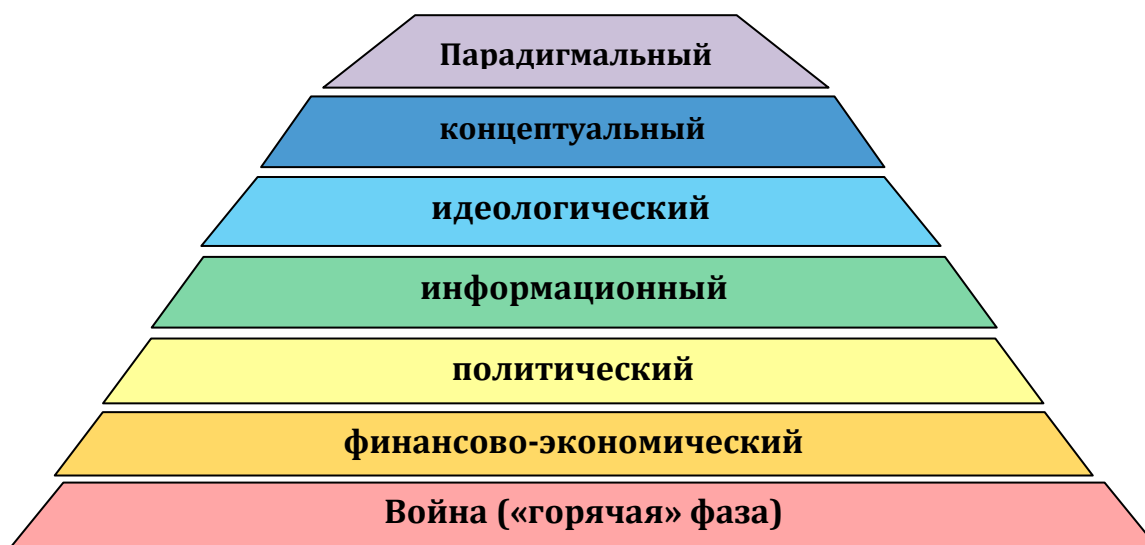 Парадигмальный
концептуальный
идеологический
информационный
политический
финансово-экономический
Война («горячая» фаза)